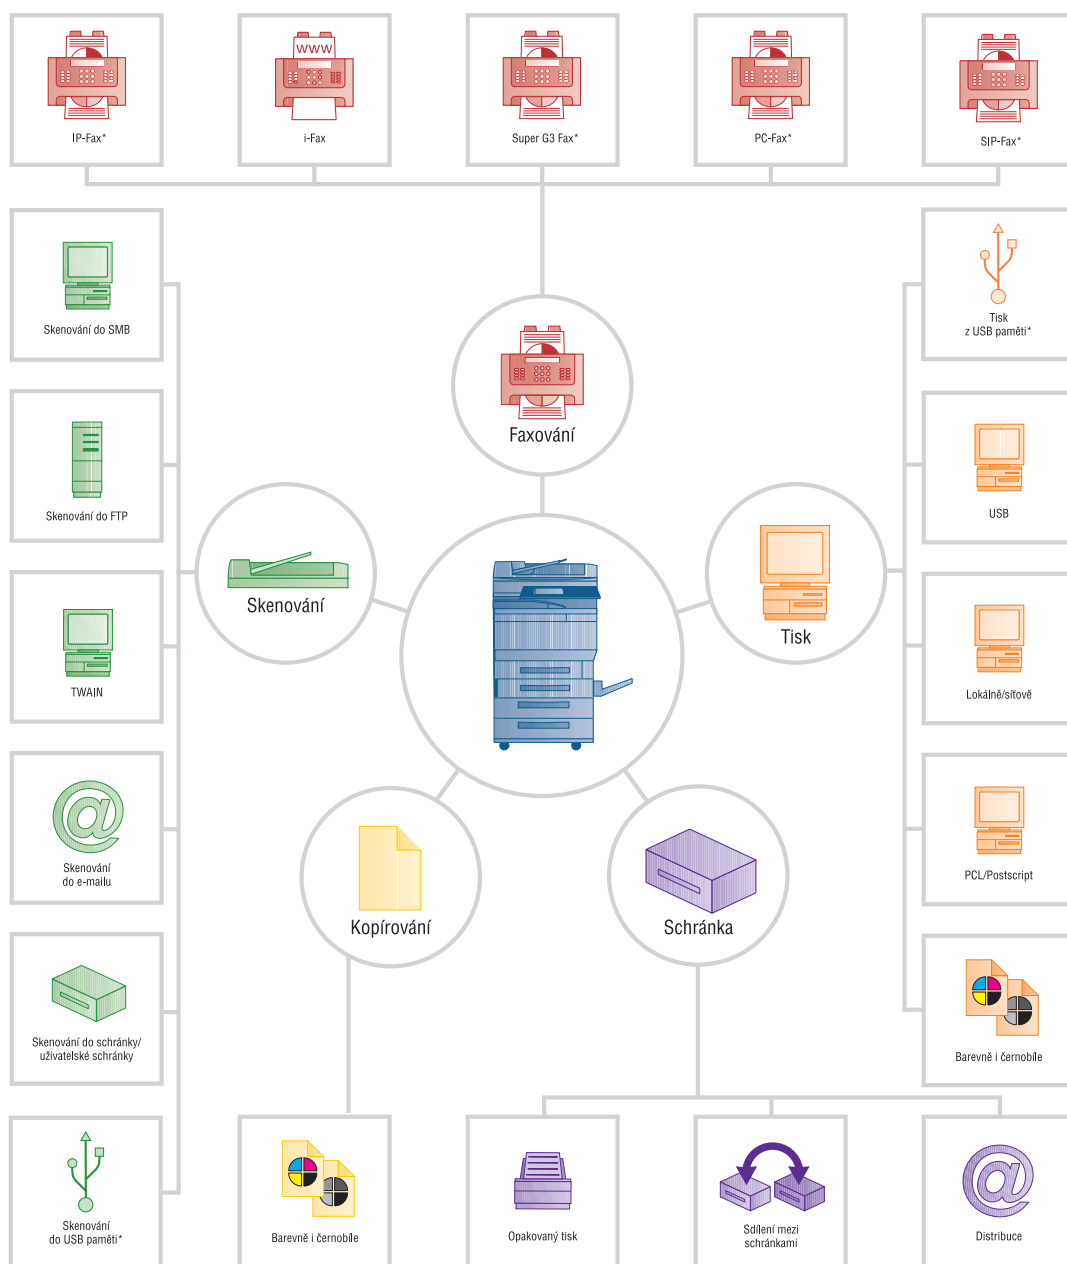 www
IP-Fax*
i-Fax
Super G3 Fax*
PC-Fax*
SIP-Fax*
Skenování do SMB
Tisk
z USB paměti*
Faxování
Skenování do FTP
USB
Skenování
Tisk
TWAIN
Lokálně/síťově
Skenování
do e-mailu
PCL/Postscript
Kopírování
Schránka
Skenování do schránky/
uživatelské schránky
Barevně i černobíle
Skenování
do USB paměti*
Barevně i černobíle
Opakovaný tisk
Sdílení mezi
schránkami
Distribuce